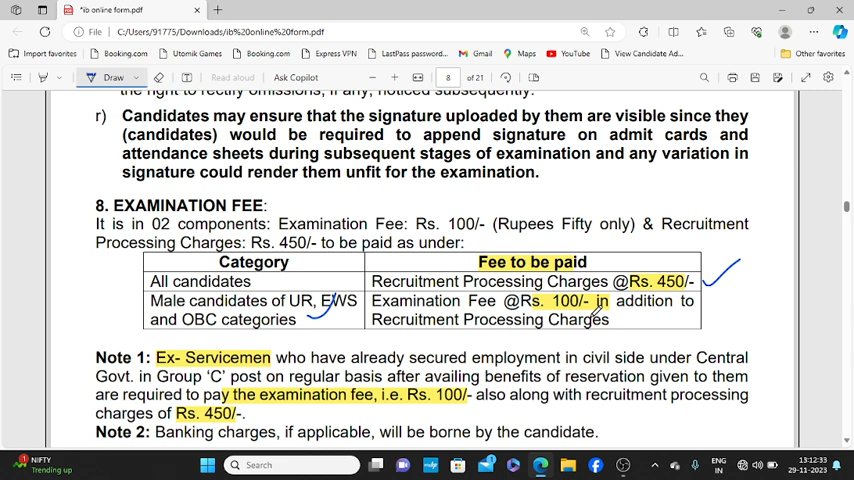 *ib online form.pdf
File
C:/Users/91775/Downloads/ib%20online%20form.pdf
Import favorites
Booking.com
Utomik Games
Booking.com
Express VPN
LastPass password...
Gmail
Maps
YouTube
View Candidate Ad...
Other favorites
Draw
Read aloud
Ask Copilot
8
of 21
the right to rectify omissions, if any, noticed subsequently.
r) Candidates may ensure that the signature uploaded by them are visible since they
(candidates) would be required to append signature on admit cards and
attendance sheets during subsequent stages of examination and any variation in
signature could render them unfit for the examination.
8. EXAMINATION FEE:
It is in 02 components: Examination Fee: Rs. 100/- (Rupees Fifty only) & Recruitment
Processing Charges: Rs. 450/- to be paid as under:
Category
Fee to be paid
All candidates
Recruitment Processing Charges @Rs. 450/-
Male candidates of UR, EWS
and OBC categories
Examination Fee @Rs. 100/- in addition to
Recruitment Processing Charges
Note 1: Ex- Servicemen who have already secured employment in civil side under Central
Govt. in Group ‘C’ post on regular basis after availing benefits of reservation given to them
are required to pay the examination fee, i.e. Rs. 100/- also along with recruitment processing
charges of Rs. 450/-.
Note 2: Banking charges, if applicable, will be borne by the candidate.
NIFTY
Trending up
Search
ENG
IN
13:12:33
29-11-2023